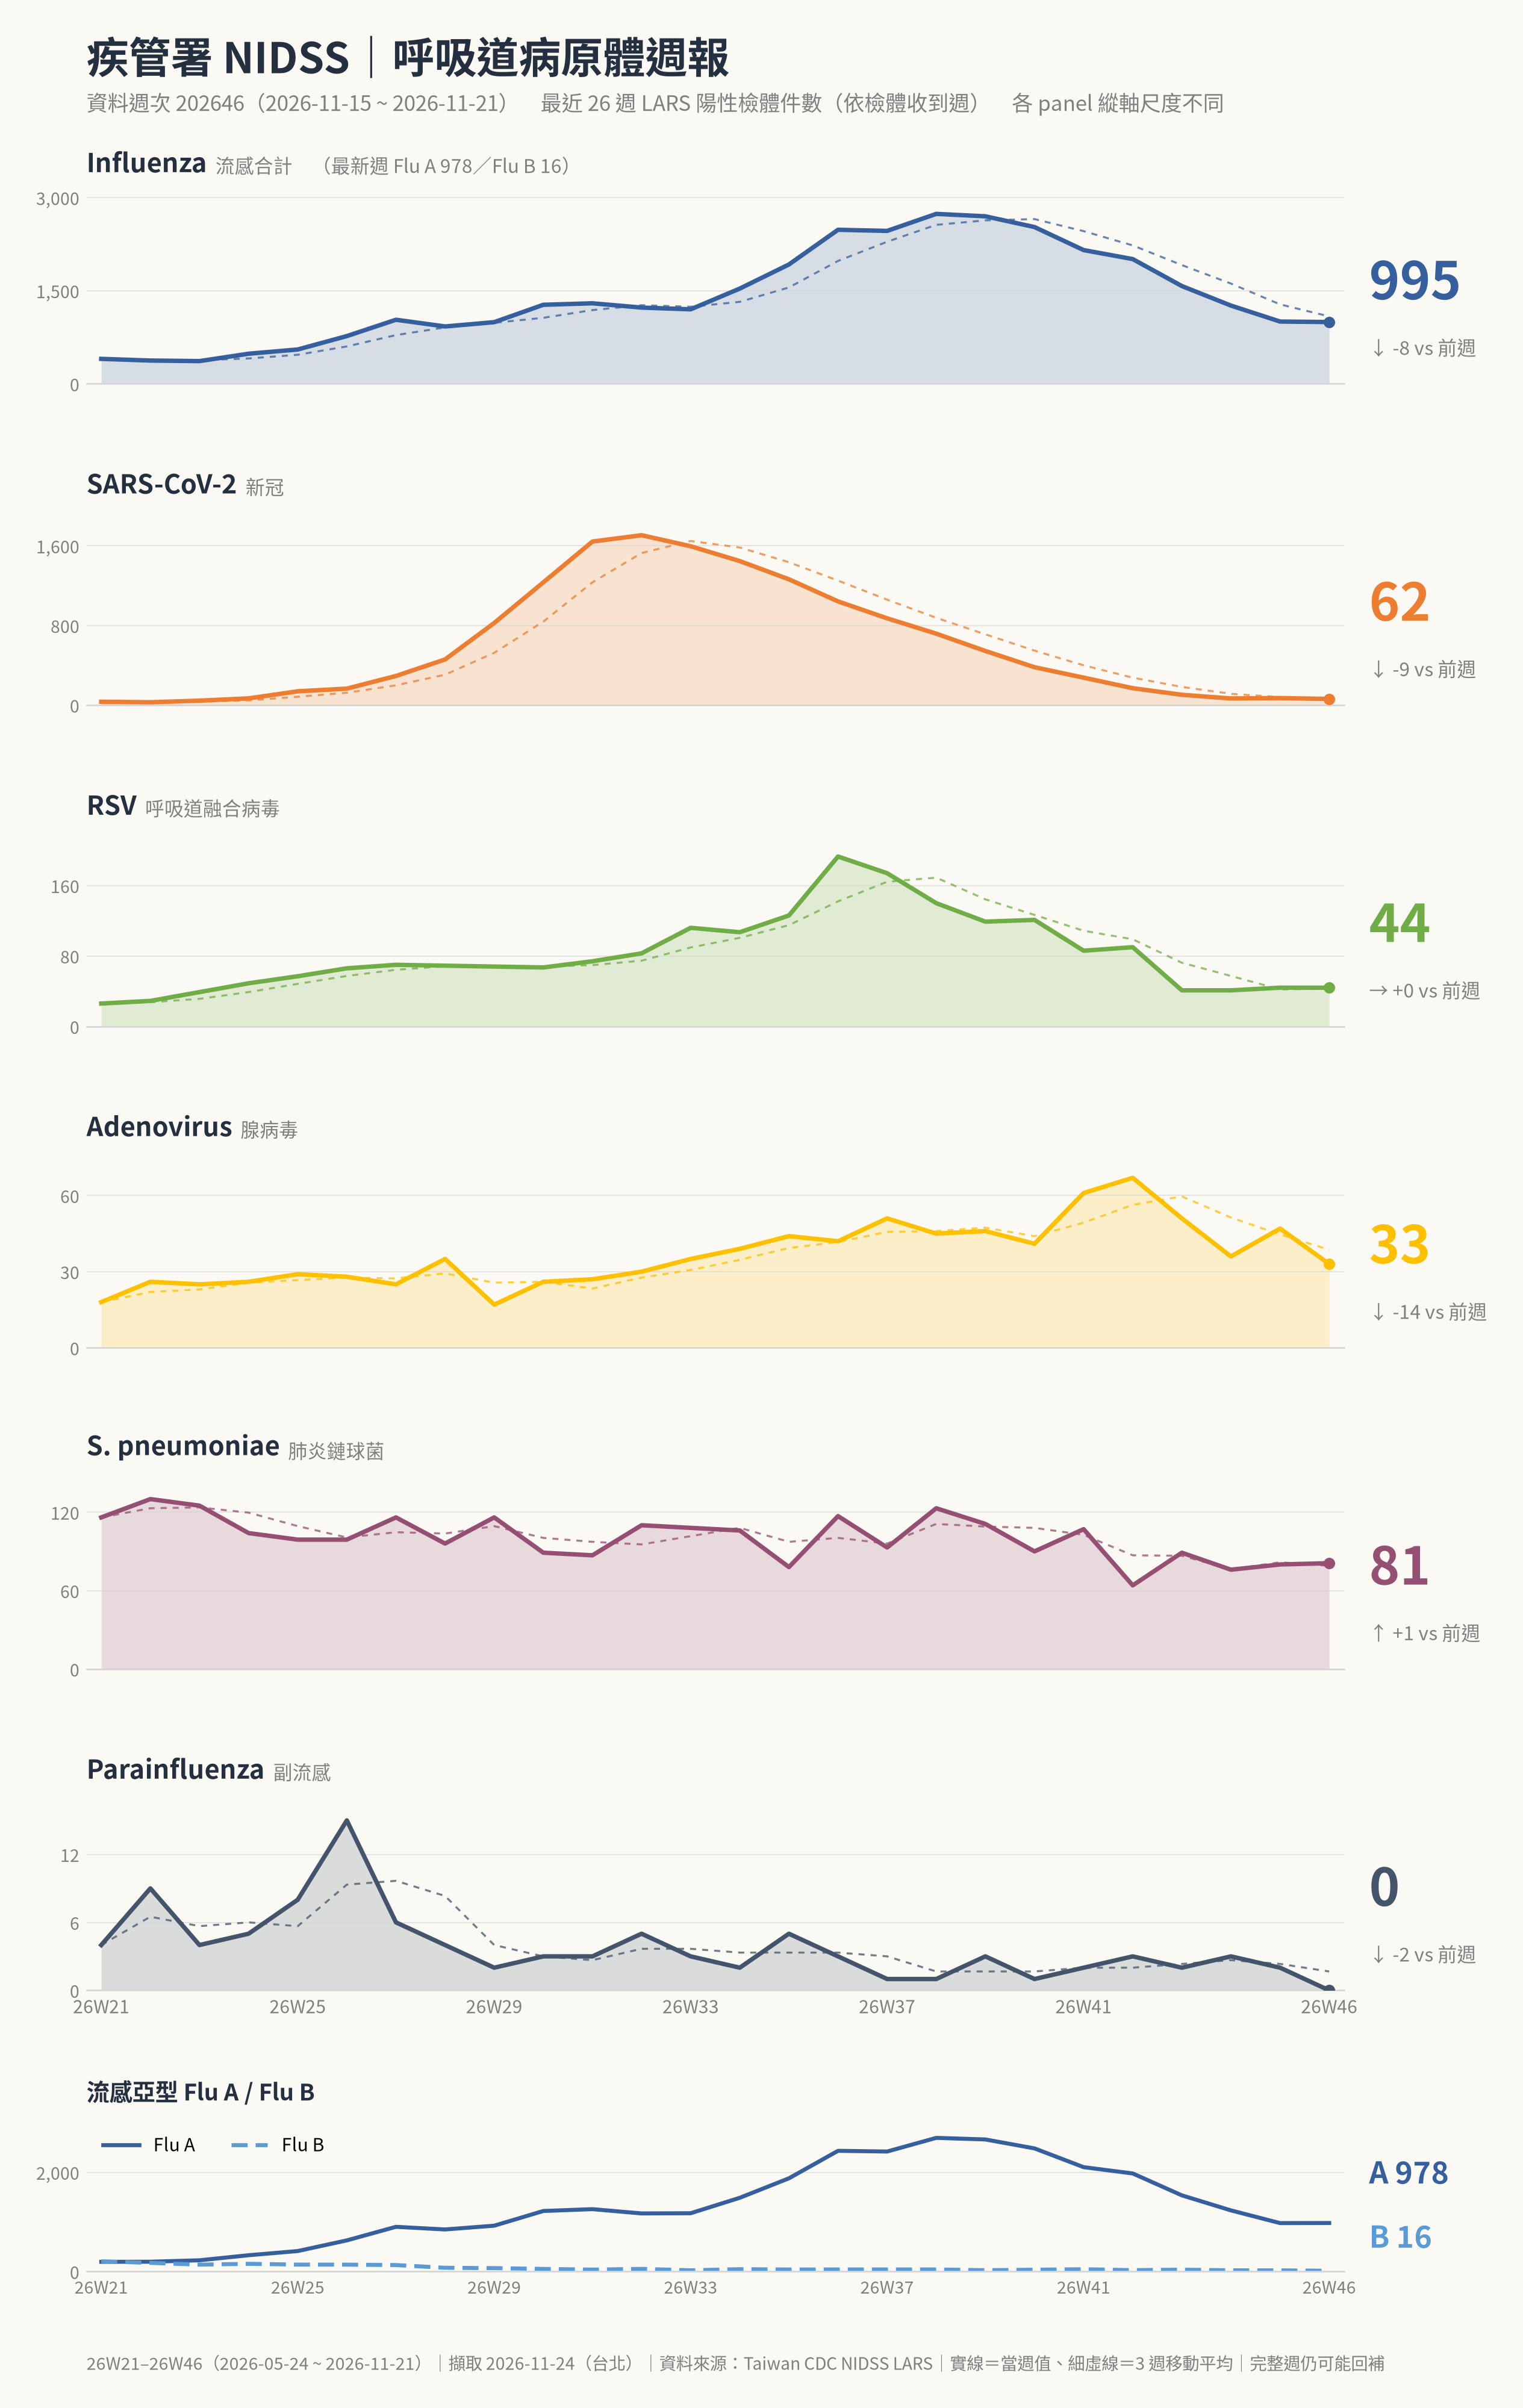 疾管署 NIDSS｜呼吸道病原體週報
資料週次 202646（2026-11-15 ~ 2026-11-21）　最近 26 週 LARS 陽性檢體件數（依檢體收到週）　各 panel 縱軸尺度不同
Influenza 流感合計　（最新週 Flu A 978／Flu B 16）
3,000
1,500
0
995
↓ -8 vs 前週
SARS-CoV-2 新冠
1,600
800
0
62
↓ -9 vs 前週
RSV 呼吸道融合病毒
160
80
0
44
→ +0 vs 前週
Adenovirus 腺病毒
60
30
0
33
↓ -14 vs 前週
S. pneumoniae 肺炎鏈球菌
120
60
0
81
↑ +1 vs 前週
Parainfluenza 副流感
12
6
0
0
↓ -2 vs 前週
26W21 26W25 26W29 26W33 26W37 26W41 26W46
流感亞型 Flu A / Flu B
Flu A Flu B
2,000
0
A 978
B 16
26W21 26W25 26W29 26W33 26W37 26W41 26W46
26W21–26W46（2026-05-24 ~ 2026-11-21）｜擷取 2026-11-24（台北）｜資料來源：Taiwan CDC NIDSS LARS｜實線＝當週值、細虛線＝3 週移動平均｜完整週仍可能回補